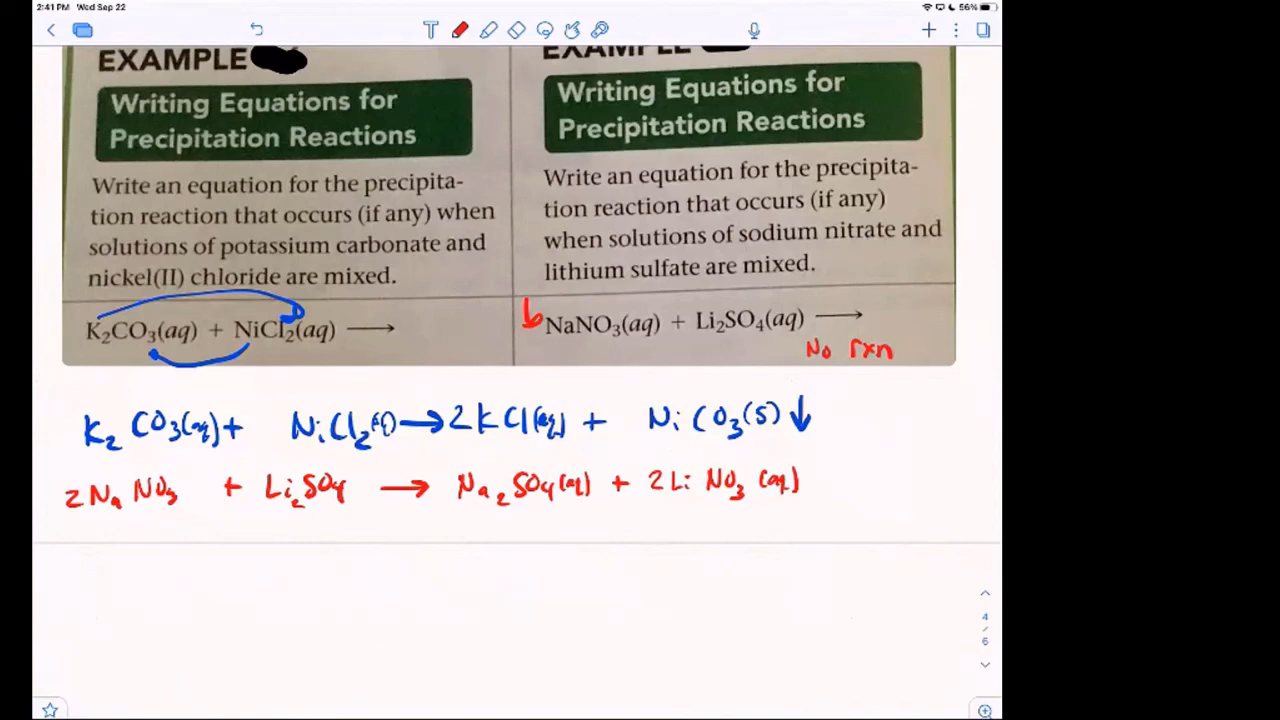 2:41 PM Wed Sep 22
56%
T
EXAMPLE
Writing Equations for
Precipitation Reactions
Write an equation for the precipita-
tion reaction that occurs (if any) when
solutions of potassium carbonate and
nickel(II) chloride are mixed.
K₂CO₃(aq) + NiCl₂(aq) ⟶
EXAMPLE
Writing Equations for
Precipitation Reactions
Write an equation for the precipita-
tion reaction that occurs (if any)
when solutions of sodium nitrate and
lithium sulfate are mixed.
NaNO₃(aq) + Li₂SO₄(aq) ⟶
No rxn
K₂CO₃(aq) + NiCl₂ → 2KCl(aq) + NiCO₃(s) ↓
2NaNO₃ + Li₂SO₄ → Na₂SO₄(aq) + 2LiNO₃(aq)
4
/
6